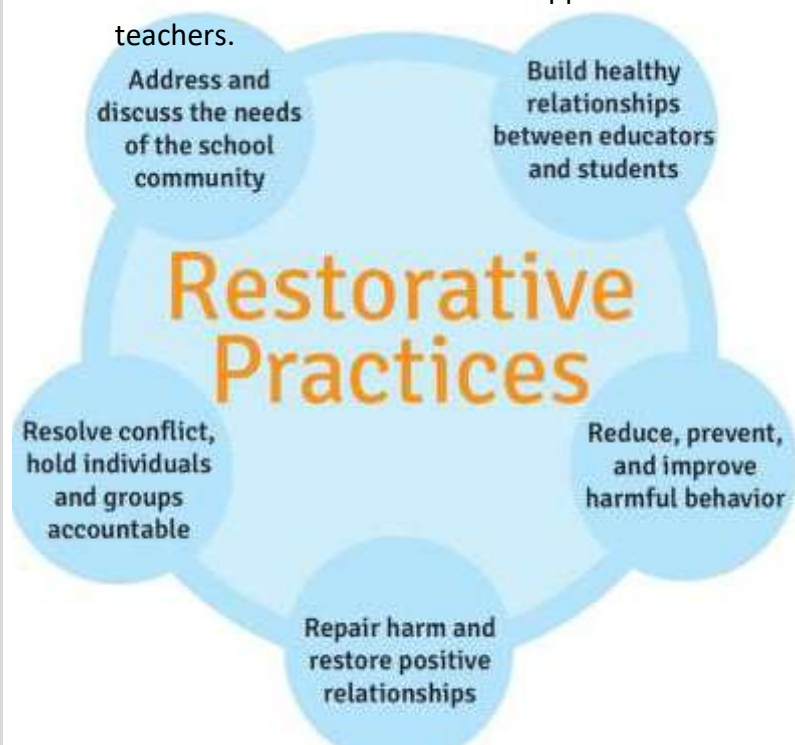 teachers.
Address and
discuss the needs
of the school
community
Build healthy
relationships
between educators
and students
Restorative
Practices
Resolve conflict,
hold individuals
and groups
accountable
Reduce, prevent,
and improve
harmful behavior
Repair harm and
restore positive
relationships